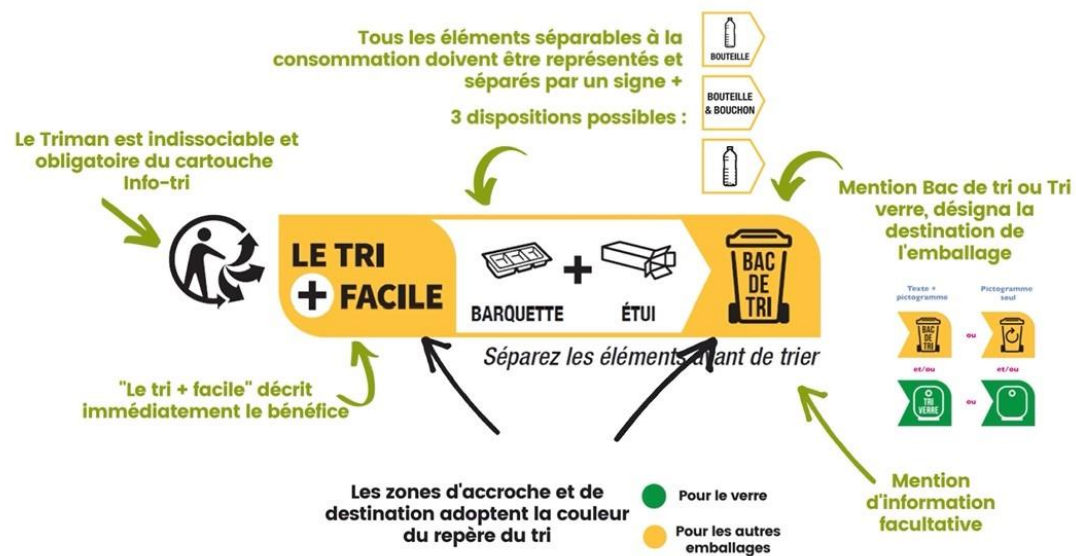 Tous les éléments séparables à la
consommation doivent être représentés et
séparés par un signe +
3 dispositions possibles :
BOUTEILLE
BOUTEILLE
& BOUCHON
Le Triman est indissociable et
obligatoire du cartouche
Info-tri
Mention Bac de tri ou Tri
verre, désigna la
destination de
l'emballage
LE TRI
+ FACILE
BARQUETTE
+
ÉTUI
BAC
DE
TRI
Séparez les éléments avant de trier
Texte +
pictogramme
Pictogramme
seul
BAC
DE
TRI
ou
et/ou
et/ou
TRI
VERRE
ou
"Le tri + facile" décrit
immédiatement le bénéfice
Les zones d'accroche et de
destination adoptent la couleur
du repère du tri
Pour le verre
Pour les autres
emballages
Mention
d'information
facultative